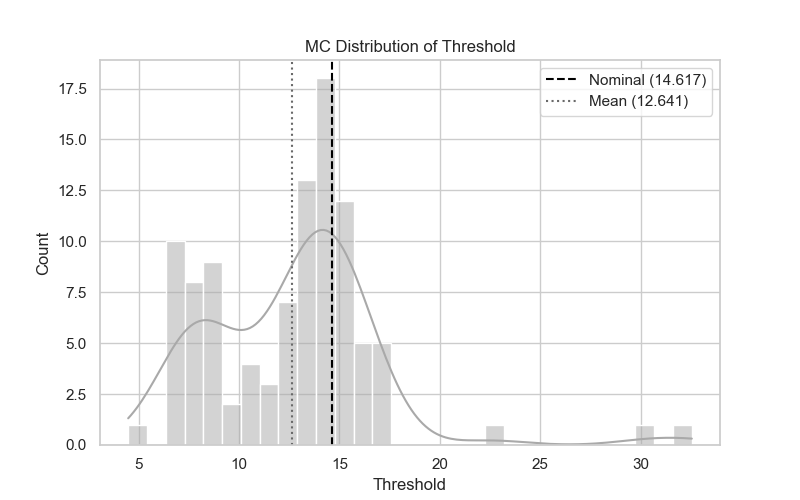 MC Distribution of Threshold
Nominal (14.617)
Mean (12.641)
Count
17.5
15.0
12.5
10.0
7.5
5.0
2.5
0.0
5 10 15 20 25 30
Threshold